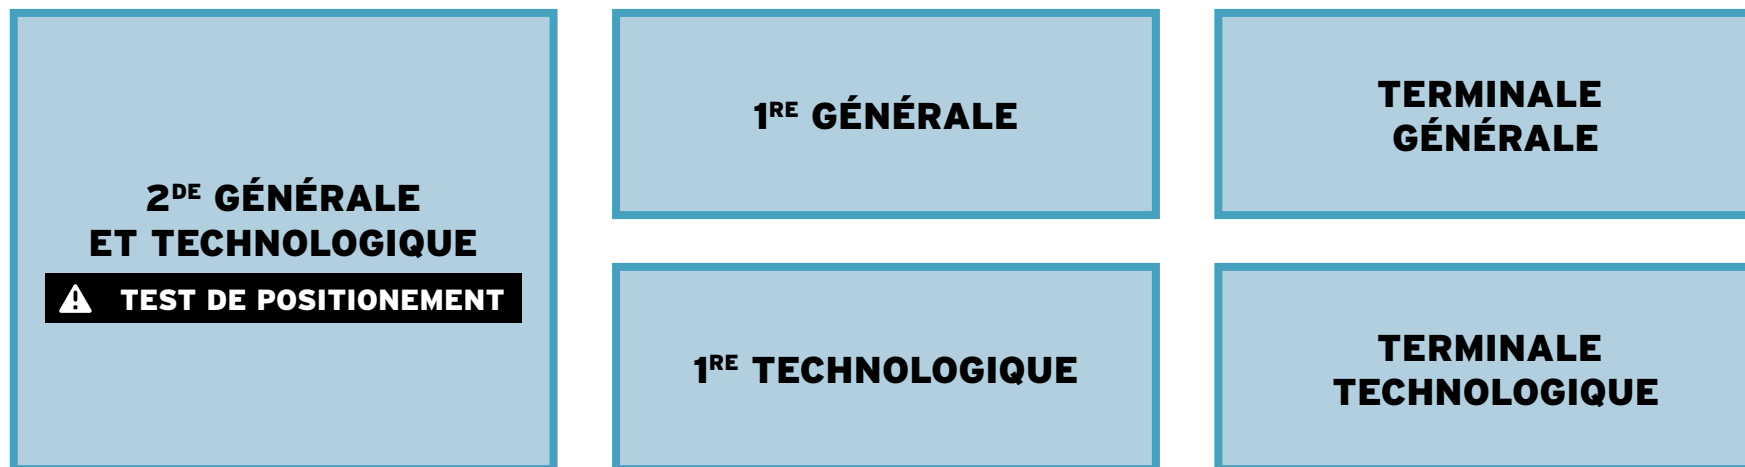 2DE GÉNÉRALE
ET TECHNOLOGIQUE
TEST DE POSITIONEMENT
1RE GÉNÉRALE
TERMINALE
GÉNÉRALE
1RE TECHNOLOGIQUE
TERMINALE
TECHNOLOGIQUE